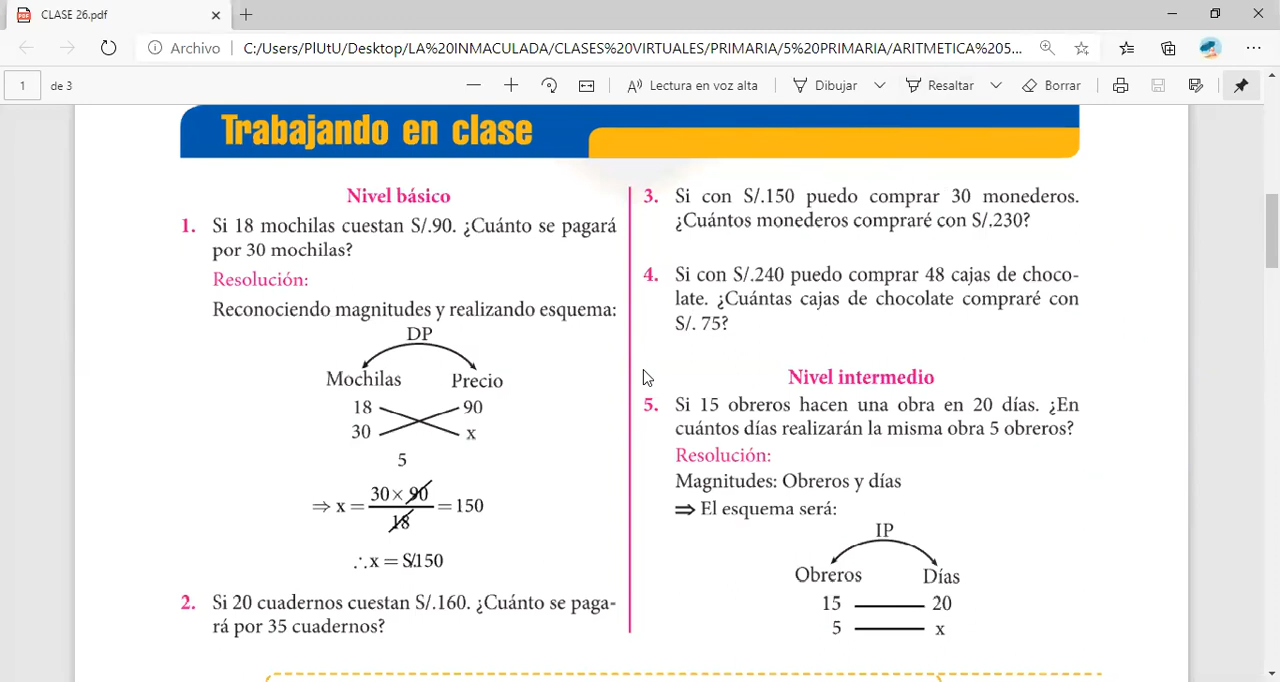 CLASE 26.pdf
Archivo
C:/Users/PlUtU/Desktop/LA%20INMACULADA/CLASES%20VIRTUALES/PRIMARIA/5%20PRIMARIA/ARITMETICA%205...
1 de 3
Lectura en voz alta
Dibujar
Resaltar
Borrar
Trabajando en clase
Nivel básico
1. Si 18 mochilas cuestan S/.90. ¿Cuánto se pagará
por 30 mochilas?
Resolución:
Reconociendo magnitudes y realizando esquema:
DP
Mochilas Precio
18 90
30 x
5
⇒ x = 30 × 90 = 150
18
∴x = S/.150
2. Si 20 cuadernos cuestan S/.160. ¿Cuánto se paga-
rá por 35 cuadernos?
3. Si con S/.150 puedo comprar 30 monederos.
¿Cuántos monederos compraré con S/.230?
4. Si con S/.240 puedo comprar 48 cajas de choco-
late. ¿Cuántas cajas de chocolate compraré con
S/. 75?
Nivel intermedio
5. Si 15 obreros hacen una obra en 20 días. ¿En
cuántos días realizarán la misma obra 5 obreros?
Resolución:
Magnitudes: Obreros y días
⇒ El esquema será:
IP
Obreros Días
15 20
5 x